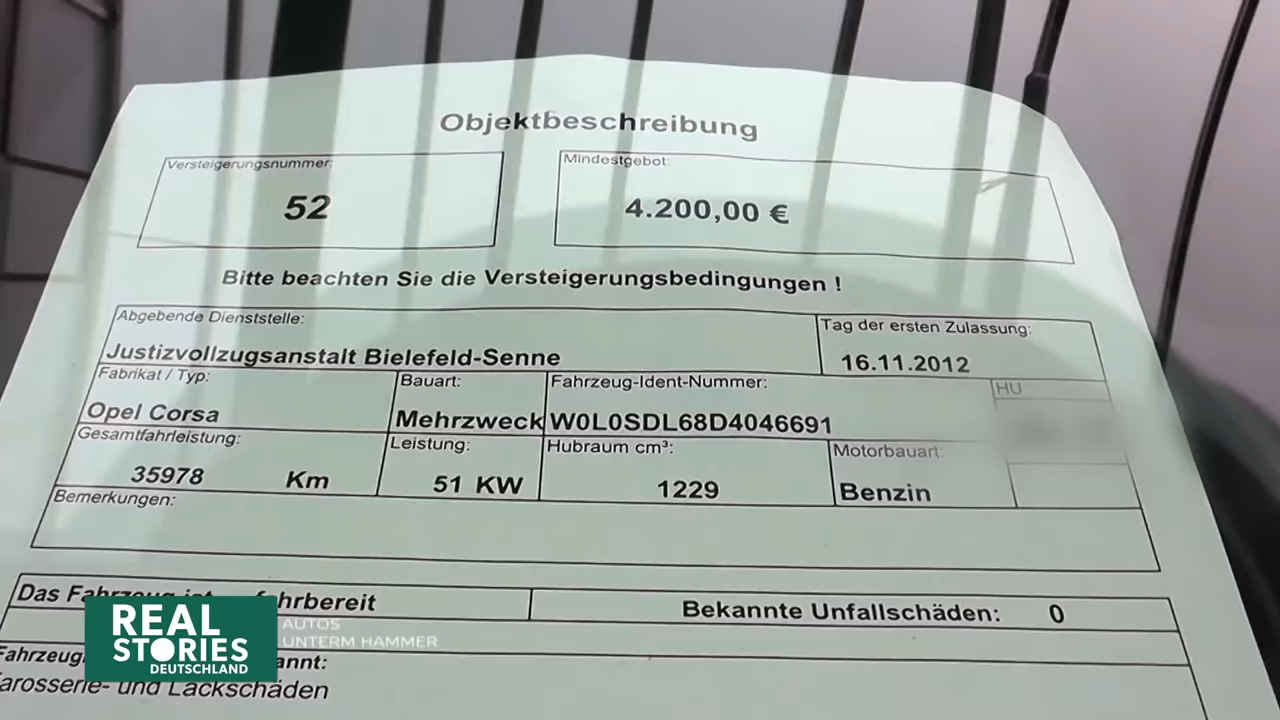 Objektbeschreibung
Versteigerungsnummer:
52
Mindestgebot:
4.200,00 €
Bitte beachten Sie die Versteigerungsbedingungen !
Abgebende Dienststelle:
Justizvollzugsanstalt Bielefeld-Senne
Tag der ersten Zulassung:
16.11.2012
Fabrikat / Typ:
Opel Corsa
Bauart:
Mehrzweck
Fahrzeug-Ident-Nummer:
W0L0SDL68D4046691
HU
Gesamtfahrleistung:
35978 Km
Leistung:
51 KW
Hubraum cm³:
1229
Motorbauart:
Benzin
Bemerkungen:
Das Fahrzeug ist fahrbereit
Bekannte Unfallschäden: 0
REAL STORIES DEUTSCHLAND
AUTOS
UNTERM HAMMER
Karosserie- und Lackschäden